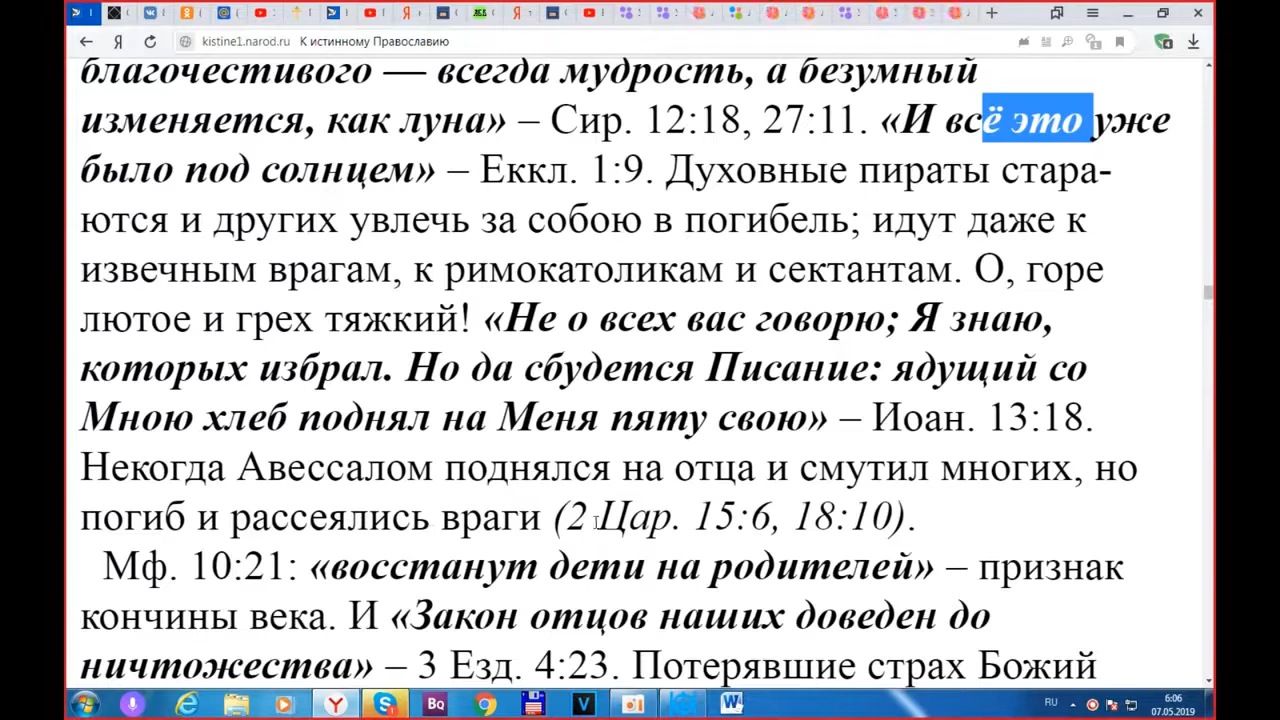 kistine1.narod.ru К истинному Православию
благочестивого — всегда мудрость, а безумный
изменяется, как луна» – Сир. 12:18, 27:11. «И всё это уже
было под солнцем» – Еккл. 1:9. Духовные пираты стара-
ются и других увлечь за собою в погибель; идут даже к
извечным врагам, к римокатоликам и сектантам. О, горе
лютое и грех тяжкий! «Не о всех вас говорю; Я знаю,
которых избрал. Но да сбудется Писание: ядущий со
Мною хлеб поднял на Меня пяту свою» – Иоан. 13:18.
Некогда Авессалом поднялся на отца и смутил многих, но
погиб и рассеялись враги (2 Цар. 15:6, 18:10).
Мф. 10:21: «восстанут дети на родителей» – признак
кончины века. И «Закон отцов наших доведен до
ничтожества» – 3 Езд. 4:23. Потерявшие страх Божий
RU 6:06
07.05.2019